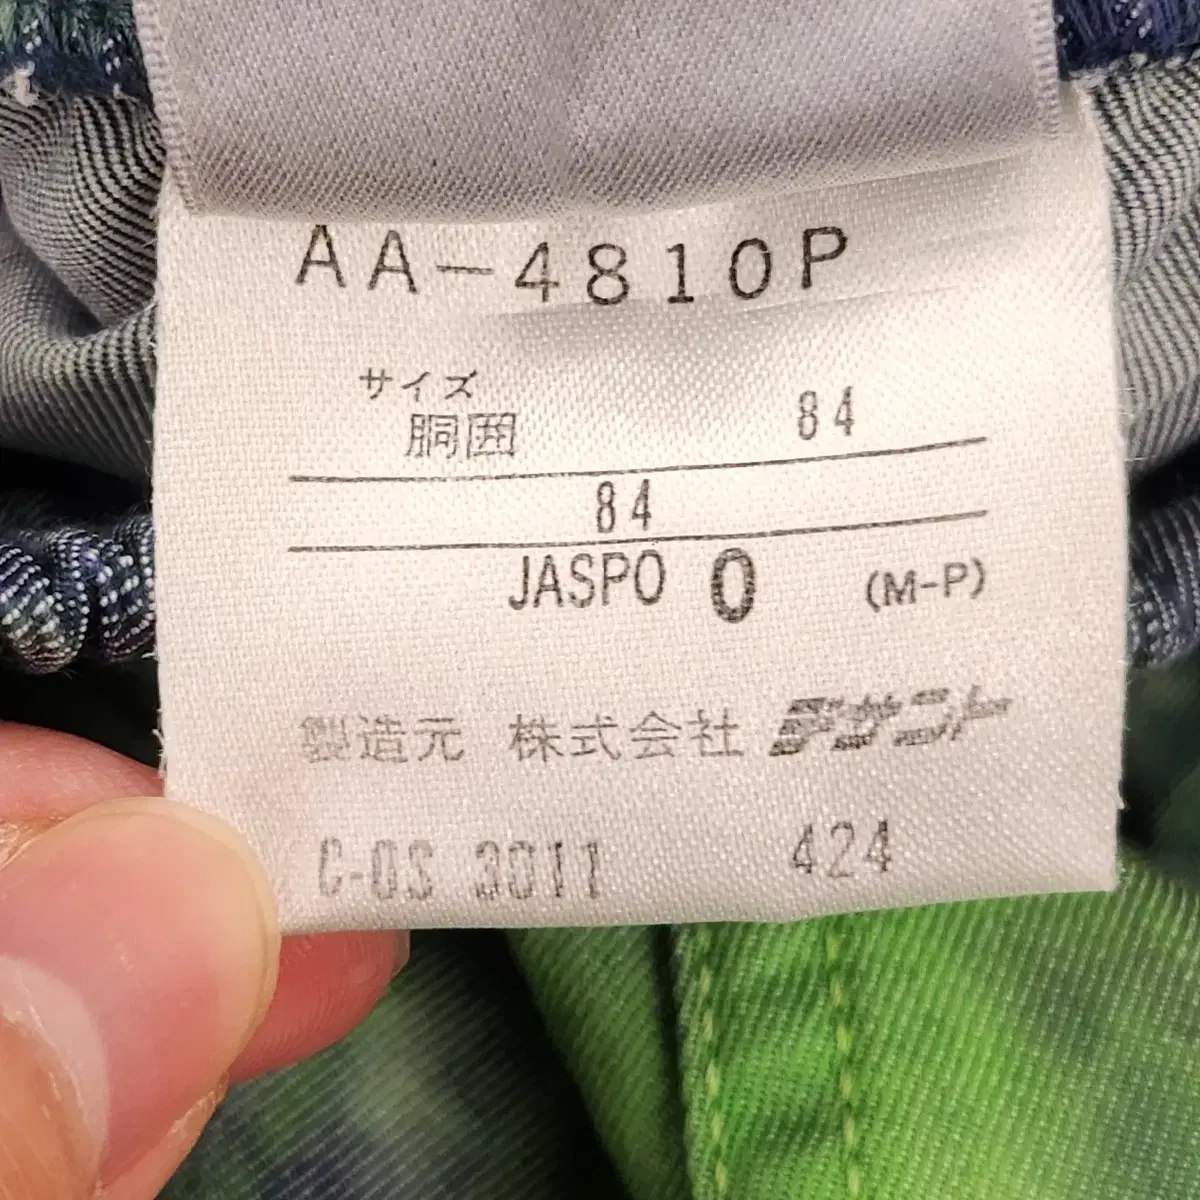 AA-4810P
サイズ
胴囲 84
84
JASPO O (M-P)
製造元 株式会社 デサント
C-OS 3011 424